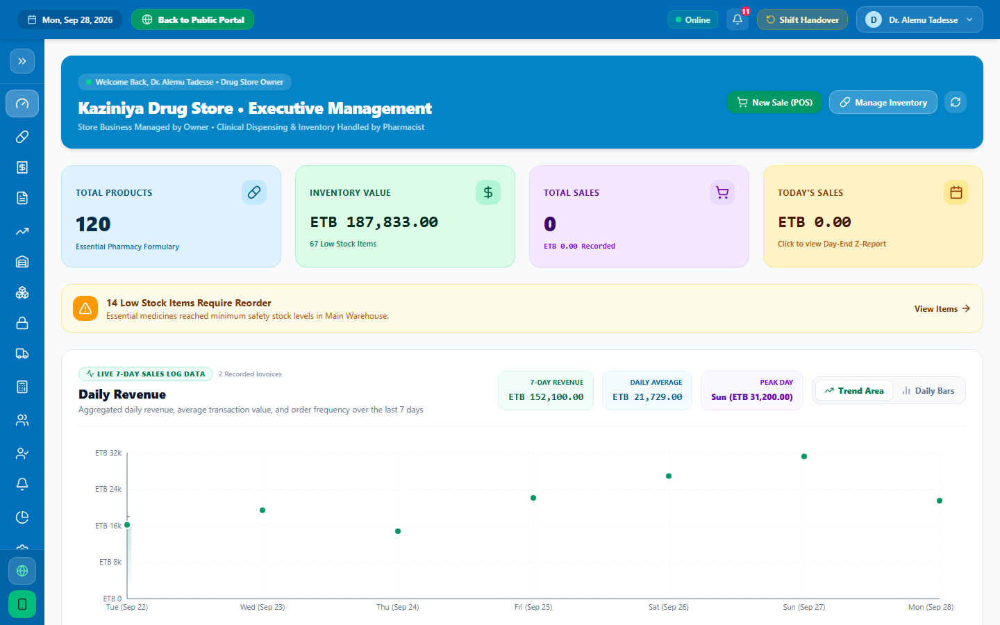 Mon, Sep 28, 2026
Back to Public Portal
Online
11
Shift Handover
D
Dr. Alemu Tadesse
Welcome Back, Dr. Alemu Tadesse • Drug Store Owner
Kaziniya Drug Store • Executive Management
Store Business Managed by Owner • Clinical Dispensing & Inventory Handled by Pharmacist
New Sale (POS)
Manage Inventory
TOTAL PRODUCTS
120
Essential Pharmacy Formulary
INVENTORY VALUE
ETB 187,833.00
67 Low Stock Items
TOTAL SALES
0
ETB 0.00 Recorded
TODAY'S SALES
ETB 0.00
Click to view Day-End Z-Report
14 Low Stock Items Require Reorder
Essential medicines reached minimum safety stock levels in Main Warehouse.
View Items →
LIVE 7-DAY SALES LOG DATA
2 Recorded Invoices
Daily Revenue
Aggregated daily revenue, average transaction value, and order frequency over the last 7 days
7-DAY REVENUE
ETB 152,100.00
DAILY AVERAGE
ETB 21,729.00
PEAK DAY
Sun (ETB 31,200.00)
Trend Area
Daily Bars
ETB 32k
ETB 24k
ETB 16k
ETB 8k
ETB 0
Tue (Sep 22)
Wed (Sep 23)
Thu (Sep 24)
Fri (Sep 25)
Sat (Sep 26)
Sun (Sep 27)
Mon (Sep 28)